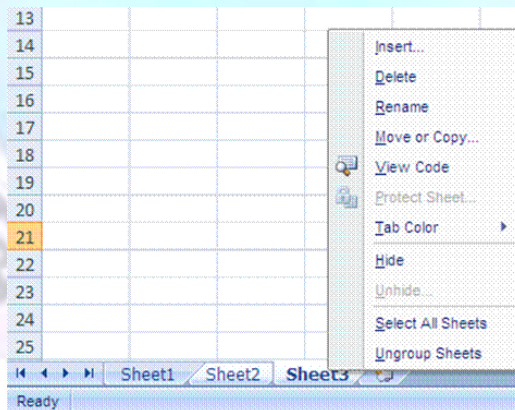 13
14
15
16
17
18
19
20
21
22
23
24
25
Insert...
Delete
Rename
Move or Copy...
View Code
Protect Sheet...
Tab Color
Hide
Unhide...
Select All Sheets
Ungroup Sheets
Sheet1 Sheet2 Sheet3
Ready